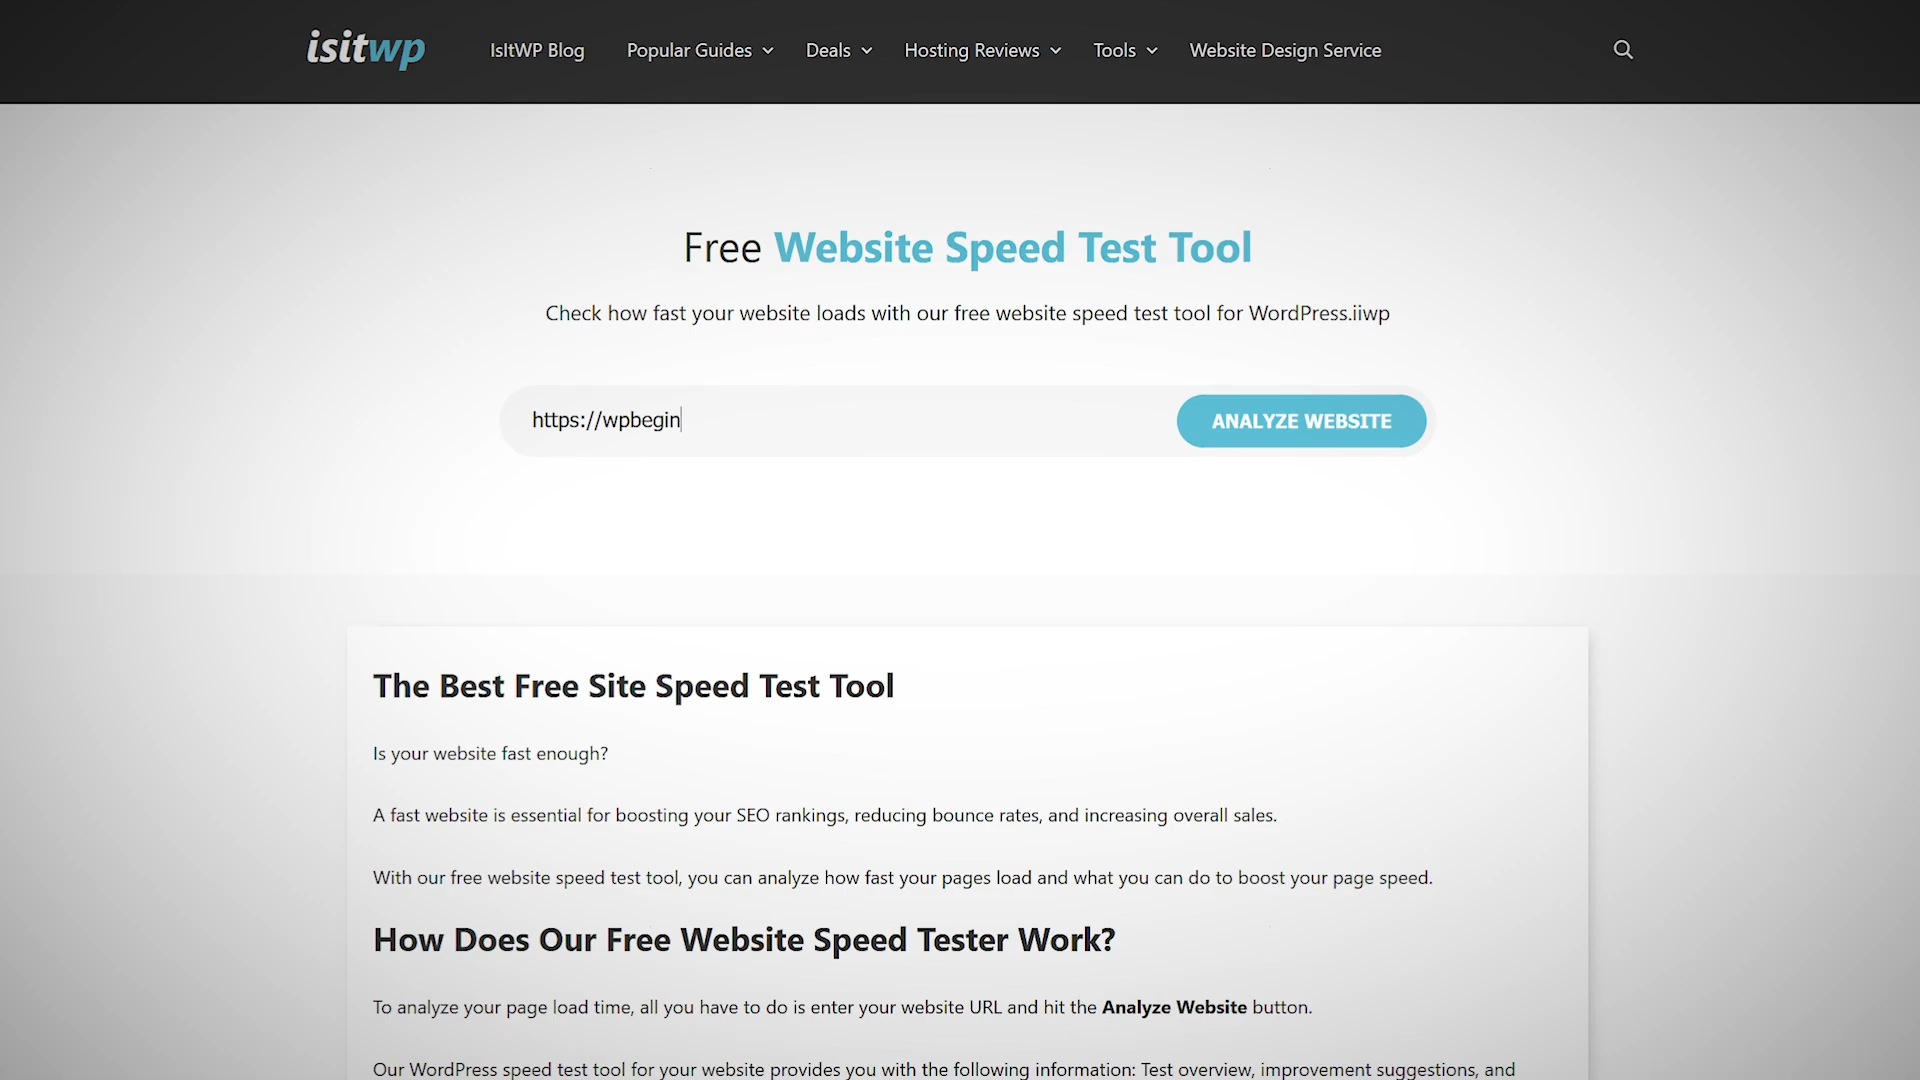 isitwp
IsItWP Blog
Popular Guides
Deals
Hosting Reviews
Tools
Website Design Service
Free Website Speed Test Tool
Check how fast your website loads with our free website speed test tool for WordPress.iiwp
https://wpbegin
ANALYZE WEBSITE
The Best Free Site Speed Test Tool
Is your website fast enough?
A fast website is essential for boosting your SEO rankings, reducing bounce rates, and increasing overall sales.
With our free website speed test tool, you can analyze how fast your pages load and what you can do to boost your page speed.
How Does Our Free Website Speed Tester Work?
To analyze your page load time, all you have to do is enter your website URL and hit the Analyze Website button.
Our WordPress speed test tool for your website provides you with the following information: Test overview, improvement suggestions, and